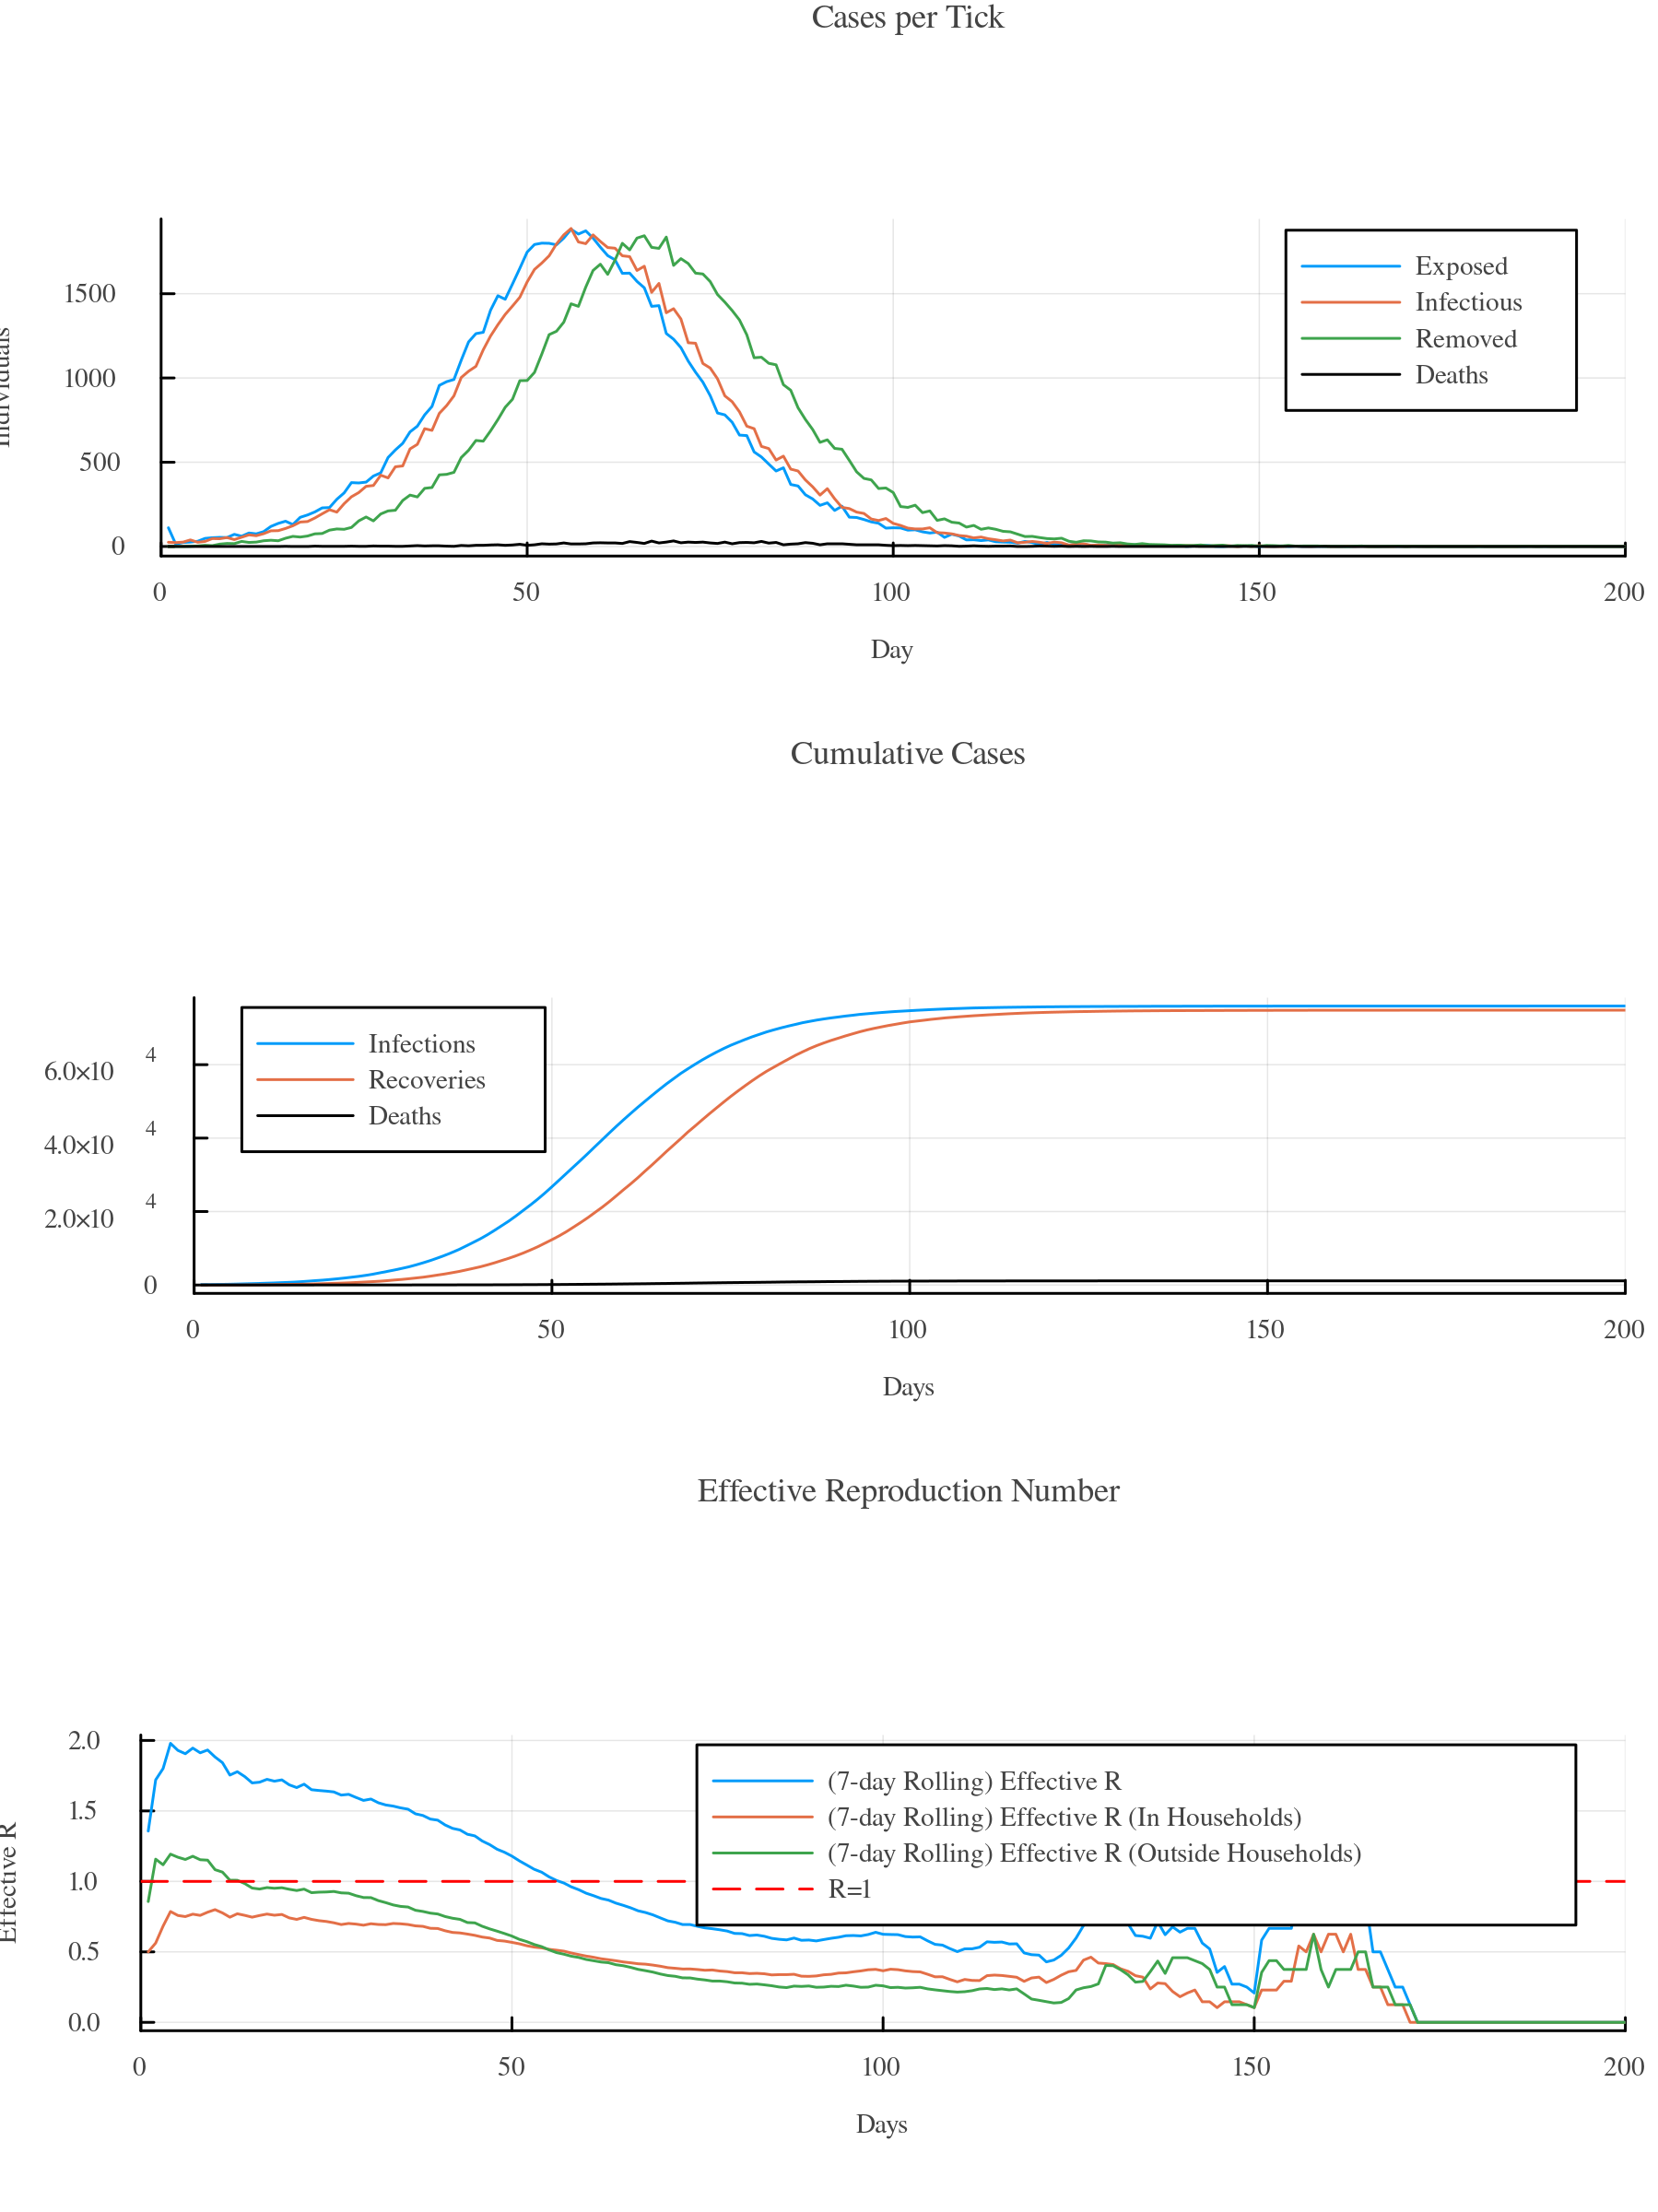 Cases per Tick
Individuals
1500
1000
500
0
Exposed
Infectious
Removed
Deaths
0 50 100 150 200
Day
Cumulative Cases
6.0×10 4
4.0×10 4
2.0×10 4
0
Infections
Recoveries
Deaths
0 50 100 150 200
Days
Effective Reproduction Number
Effective R
2.0
1.5
1.0
0.5
0.0
(7-day Rolling) Effective R
(7-day Rolling) Effective R (In Households)
(7-day Rolling) Effective R (Outside Households)
R=1
0 50 100 150 200
Days